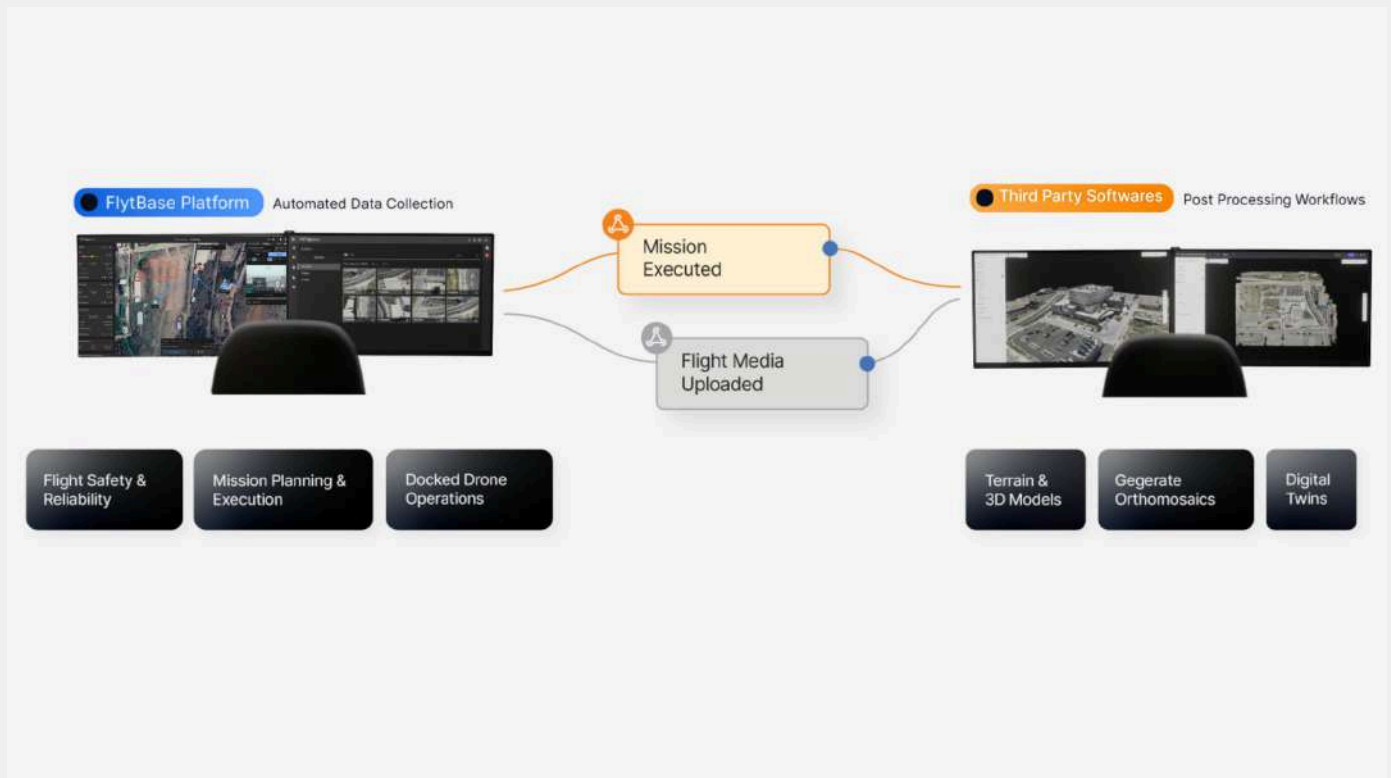 FlytBase Platform
Automated Data Collection
Third Party Softwares
Post Processing Workflows
Mission
Executed
Flight Media
Uploaded
Flight Safety &
Reliability
Mission Planning &
Execution
Docked Drone
Operations
Terrain &
3D Models
Gegerate
Orthomosaics
Digital
Twins